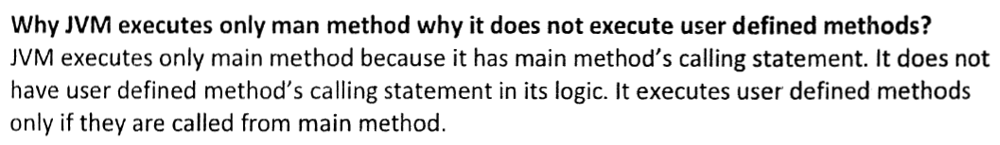 Why JVM executes only man method why it does not execute user defined methods?
JVM executes only main method because it has main method's calling statement. It does not
have user defined method's calling statement in its logic. It executes user defined methods
only if they are called from main method.